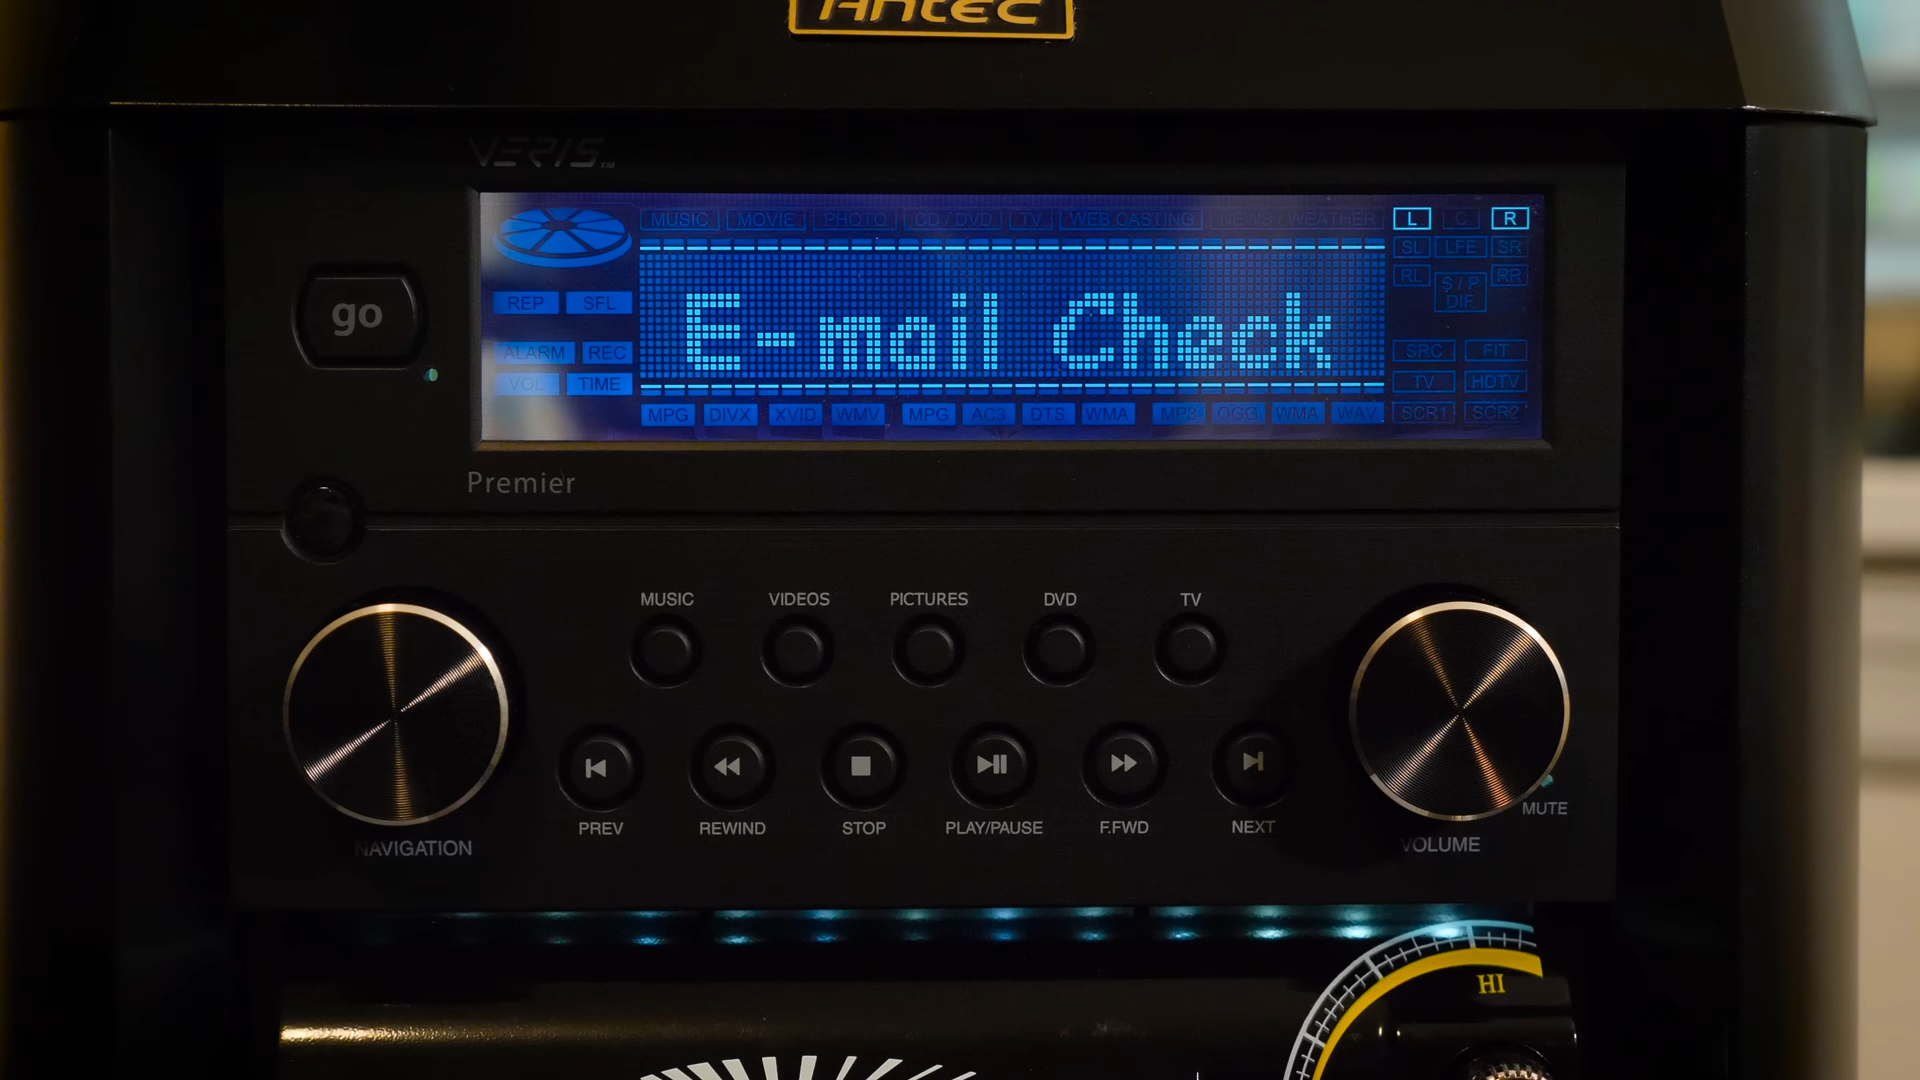 Antec
VERIS™
MUSIC MOVIE PHOTO CD / DVD TV WEB CASTING NEWS / WEATHER L C R
SL LFE SR
RL S / P DIF RR
go
REP SFL
E-mail Check
ALARM REC SRC FIT
VOL TIME TV HDTV
MPG DIVX XVID WMV MPG AC3 DTS WMA MP3 OGG WMA WAV SCR1 SCR2
Premier
MUSIC VIDEOS PICTURES DVD TV
PREV REWIND STOP PLAY/PAUSE F.FWD NEXT
MUTE
NAVIGATION VOLUME
HI